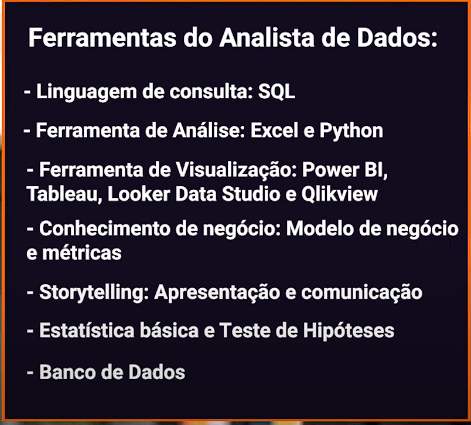 Ferramentas do Analista de Dados:
- Linguagem de consulta: SQL
- Ferramenta de Análise: Excel e Python
- Ferramenta de Visualização: Power BI,
Tableau, Looker Data Studio e Qlikview
- Conhecimento de negócio: Modelo de negócio
e métricas
- Storytelling: Apresentação e comunicação
- Estatística básica e Teste de Hipóteses
- Banco de Dados